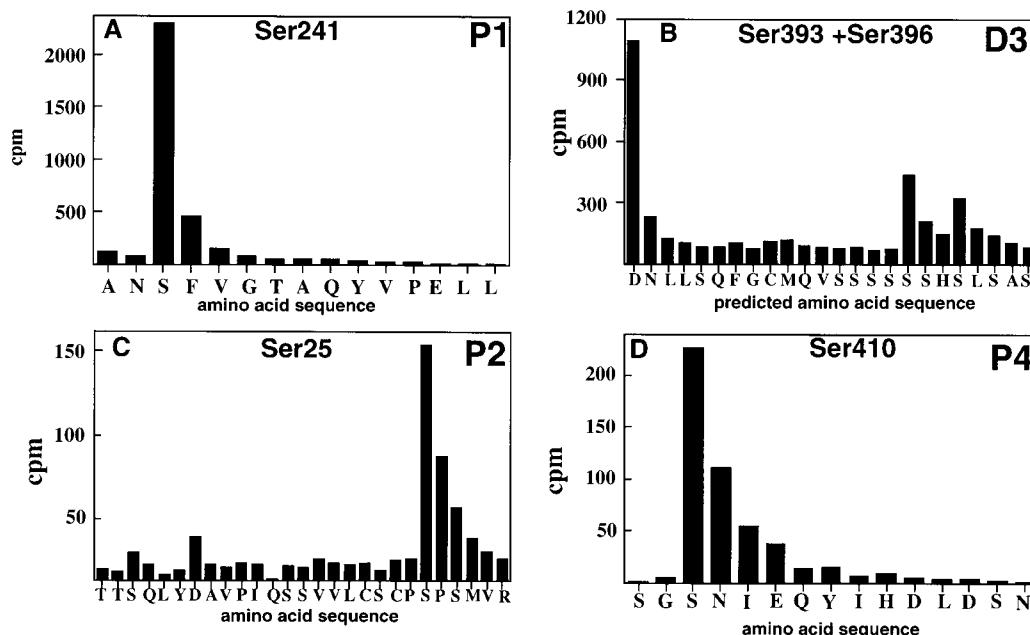 A Ser241 P1
2000
1500
1000
500
cpm
A N S F V G T A Q Y V P E L L
amino acid sequence
B Ser393 +Ser396 D3
1200
900
600
300
cpm
D N L L S Q F G C M Q V S S S S S S H S L S A S
predicted amino acid sequence
C Ser25 P2
150
100
50
cpm
T T S Q L Y D A V P I Q S S V V L C S C P S P S M V R
amino acid sequence
D Ser410 P4
200
150
100
50
cpm
S G S N I E Q Y I H D L D S N
amino acid sequence